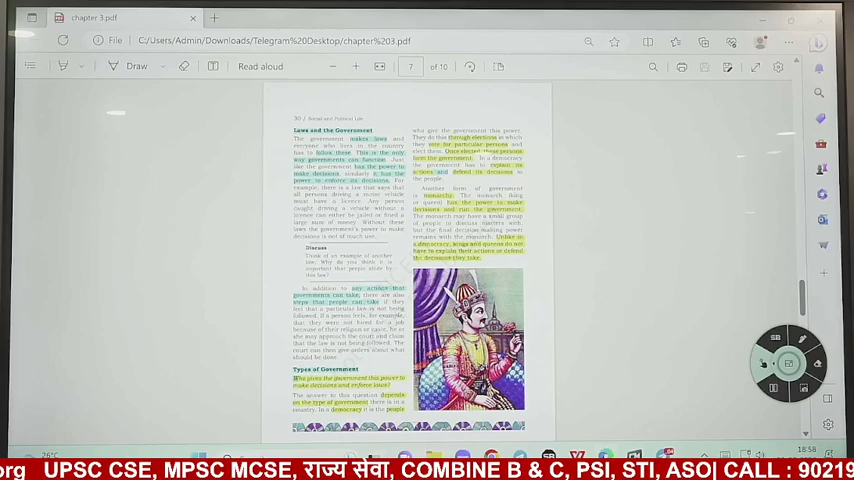 chapter 3.pdf
File
C:/Users/Admin/Downloads/Telegram%20Desktop/chapter%203.pdf
Draw
Read aloud
7
of 10
30 / Social and Political Life
Laws and the Government
The government makes laws and
everyone who lives in the country
has to follow these. This is the only
way governments can function. Just
like the government has the power to
make decisions, similarly it has the
power to enforce its decisions. For
example, there is a law that says that
all persons driving a motor vehicle
must have a licence. Any person
caught driving a vehicle without a
licence can either be jailed or fined a
large sum of money. Without these
laws the government's power to make
decisions is not of much use.
Discuss
Think of an example of another
law. Why do you think it is
important that people abide by
this law?
In addition to any actions that
governments can take, there are also
steps that people can take if they
feel that a particular law is not being
followed. If a person feels, for example,
that they were not hired for a job
because of their religion or caste, he or
she may approach the court and claim
that the law is not being followed. The
court can then give orders about what
should be done.
Types of Government
Who gives the government this power to
make decisions and enforce laws?
The answer to this question depends
on the type of government there is in a
country. In a democracy it is the people
who give the government this power.
They do this through elections in which
they vote for particular persons and
elect them. Once elected, these persons
form the government. In a democracy
the government has to explain its
actions and defend its decisions to
the people.
Another form of government
is monarchy. The monarch (king
or queen) has the power to make
decisions and run the government.
The monarch may have a small group
of people to discuss matters with,
but the final decision-making power
remains with the monarch. Unlike in
a democracy, kings and queens do not
have to explain their actions or defend
the decisions they take.
SB
26°C
18:58
org UPSC CSE, MPSC MCSE, राज्य सेवा, COMBINE B & C, PSI, STI, ASO| CALL : 90219